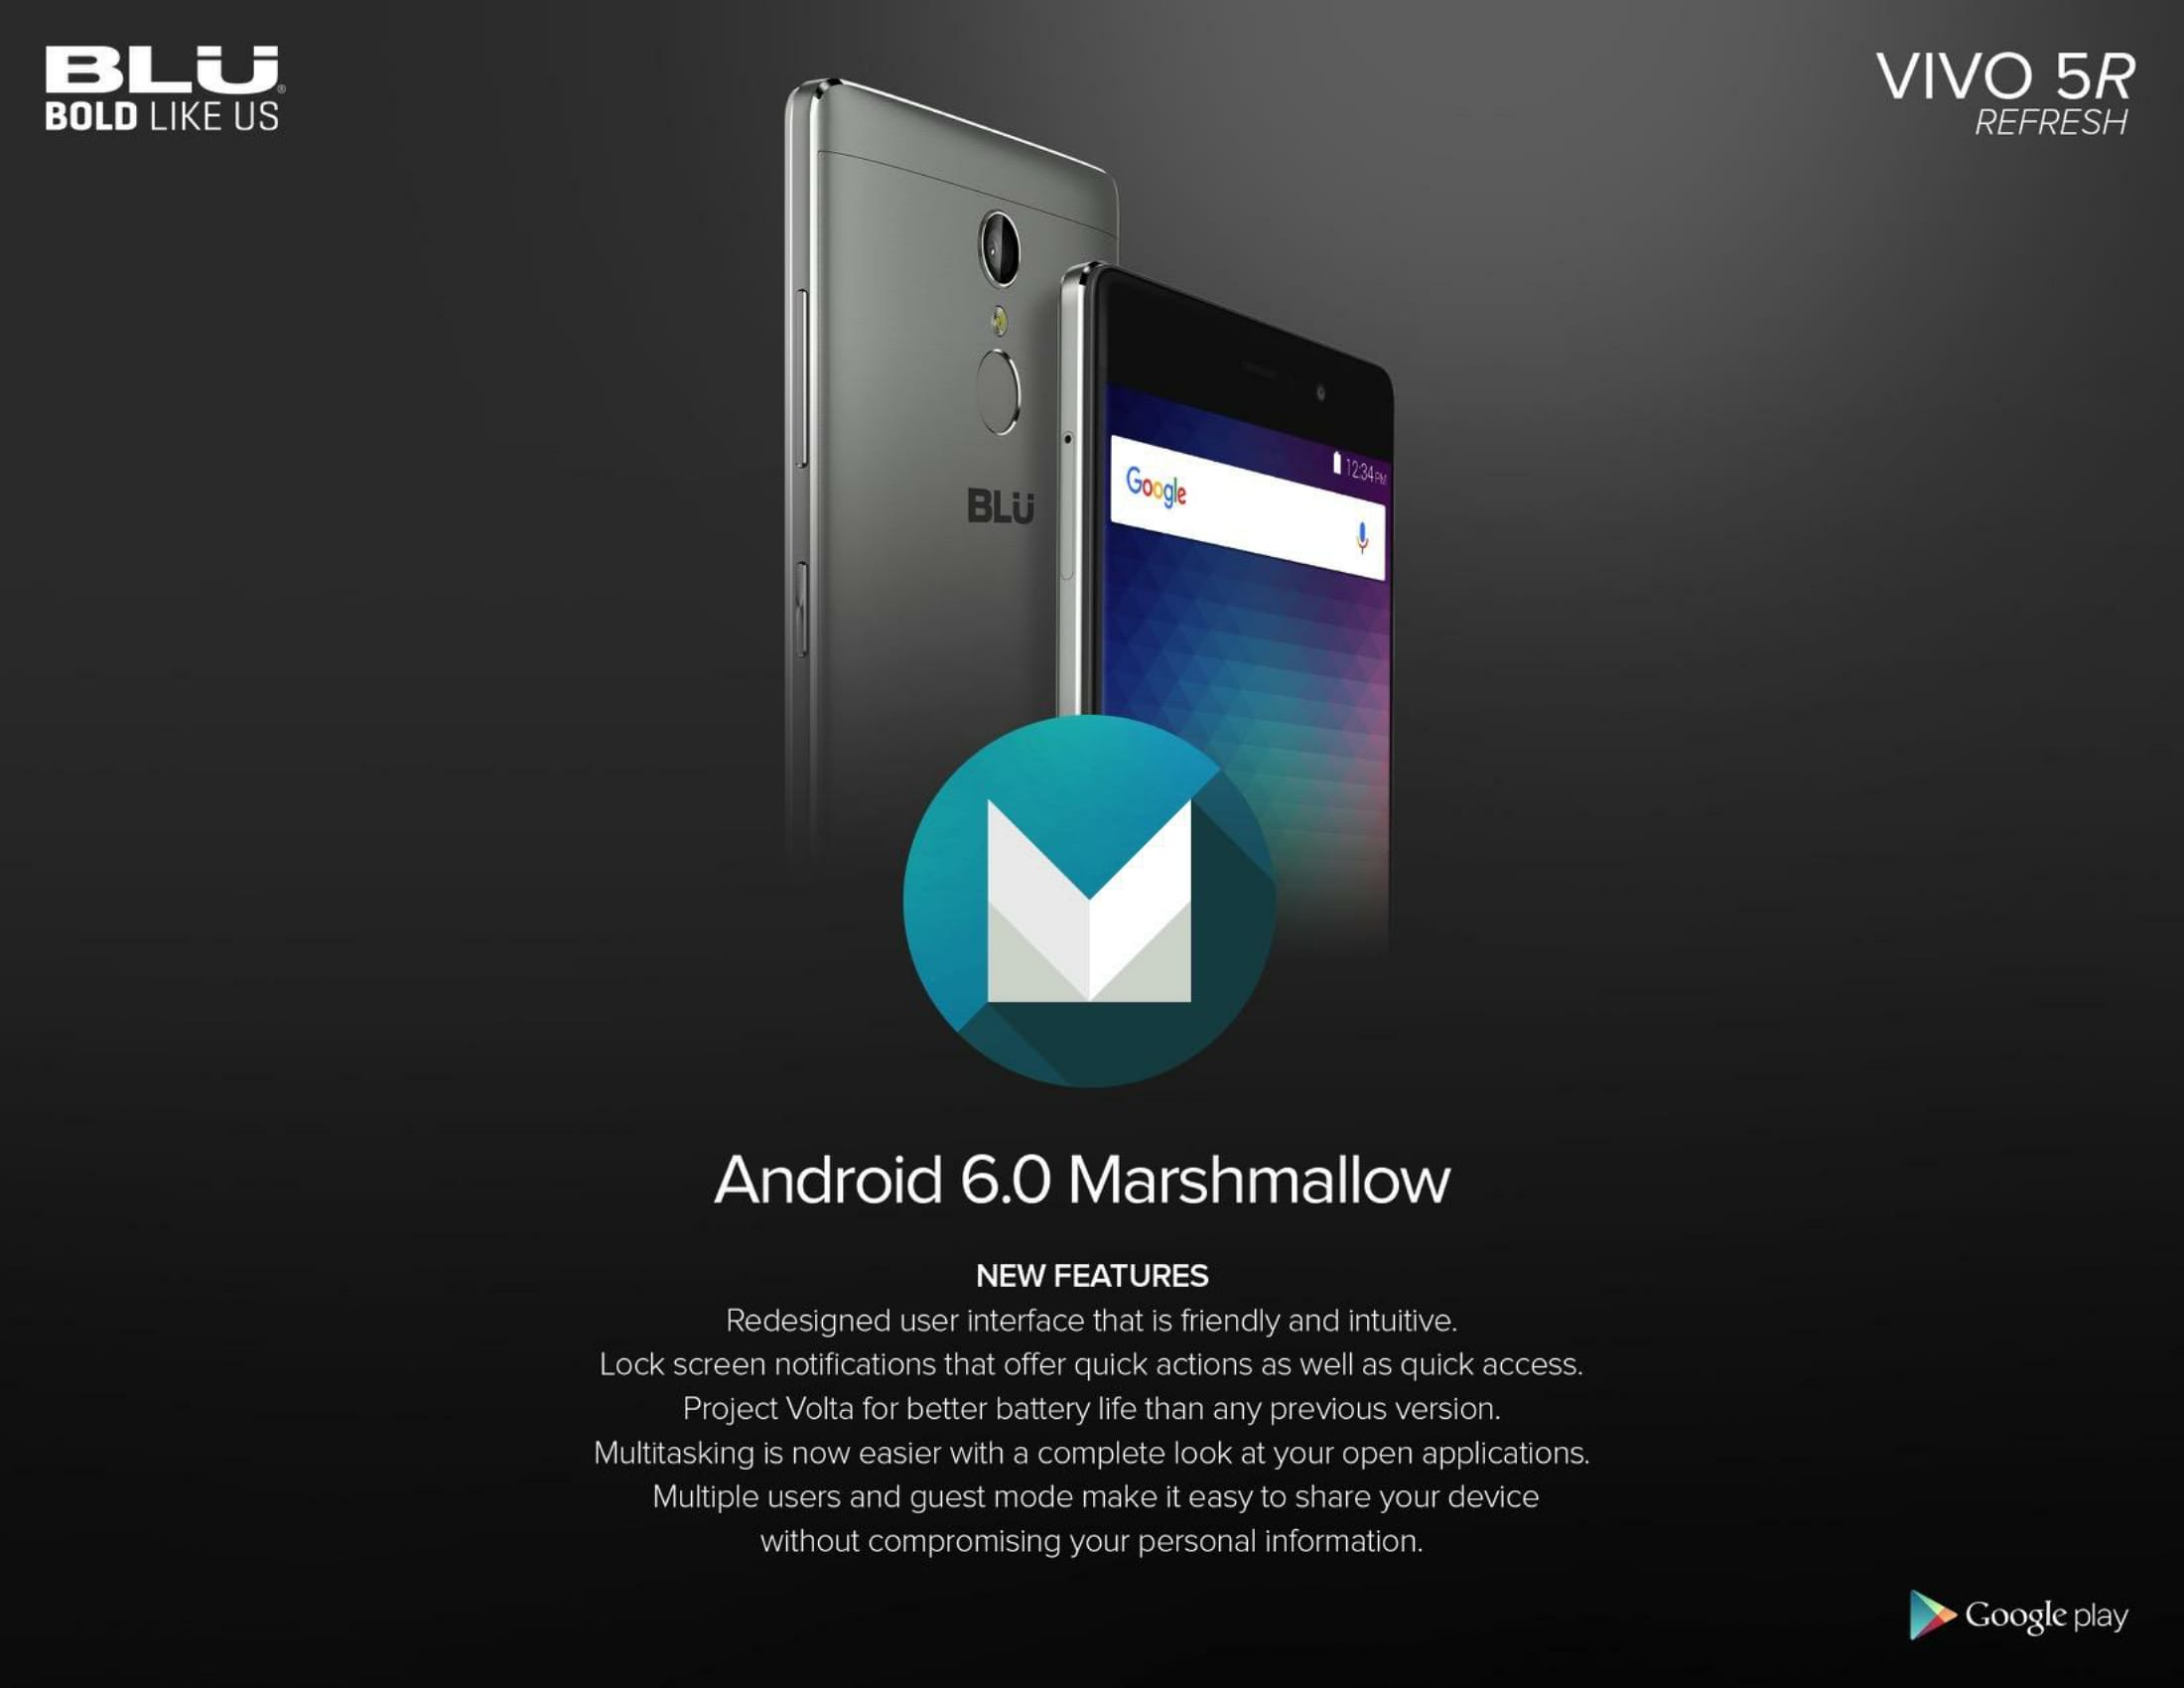 BLU
BOLD LIKE US
VIVO 5R
REFRESH
BLU
12:34 PM
Google
Android 6.0 Marshmallow
NEW FEATURES
Redesigned user interface that is friendly and intuitive.
Lock screen notifications that offer quick actions as well as quick access.
Project Volta for better battery life than any previous version.
Multitasking is now easier with a complete look at your open applications.
Multiple users and guest mode make it easy to share your device
without compromising your personal information.
Google play